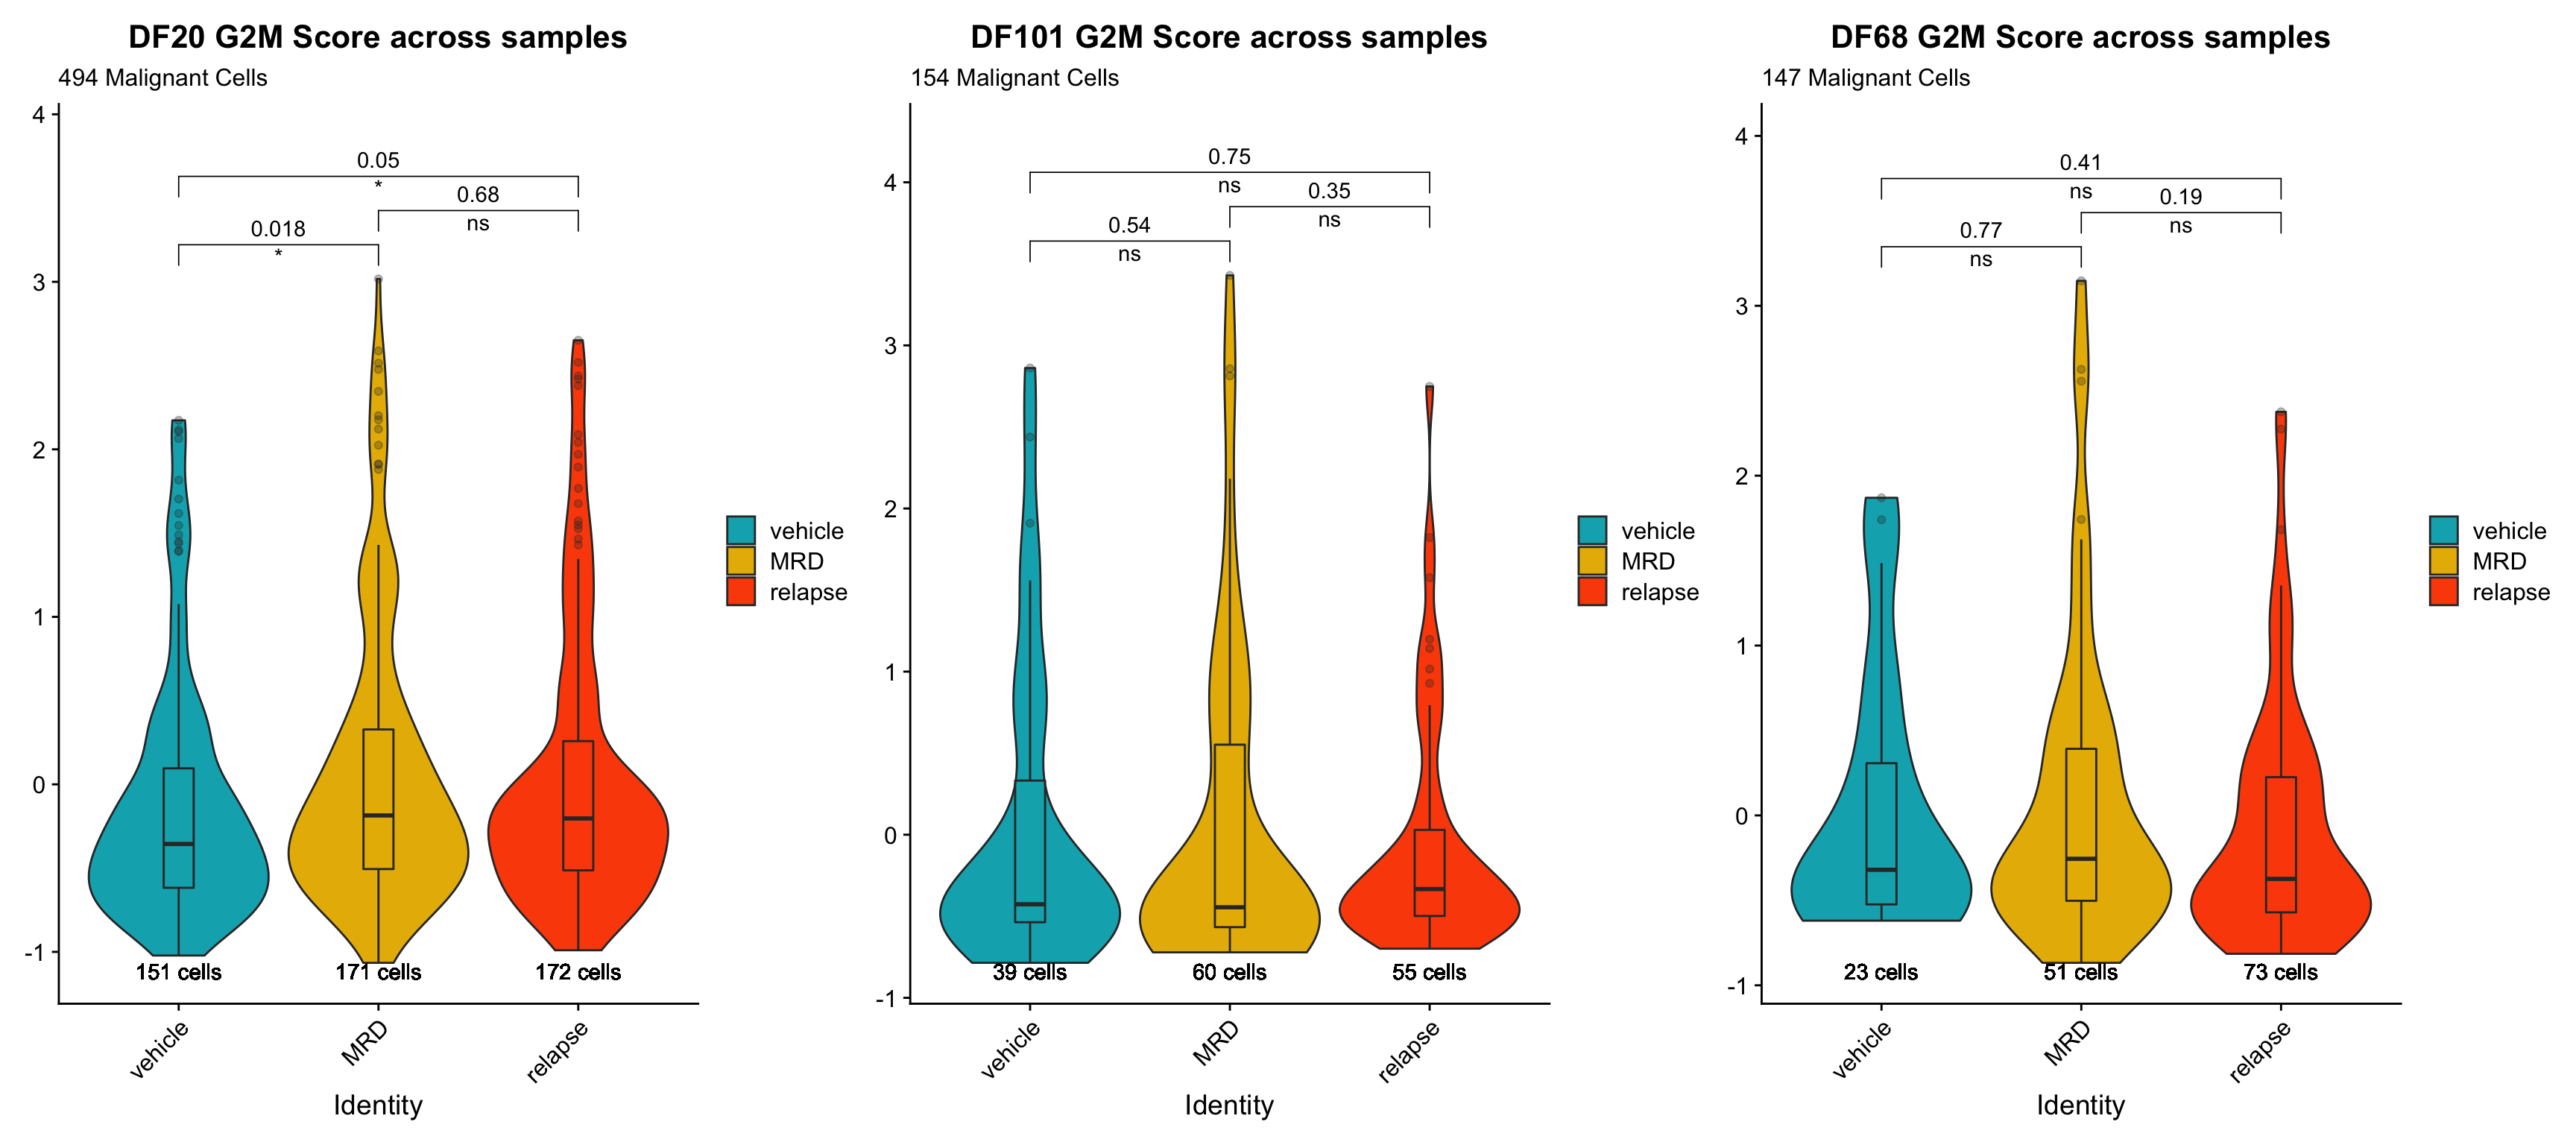 DF20 G2M Score across samples
494 Malignant Cells
4
3
2
1
0
-1
0.05
*
0.68
ns
0.018
*
151 cells
171 cells
172 cells
vehicle
MRD
relapse
Identity
vehicle
MRD
relapse
DF101 G2M Score across samples
154 Malignant Cells
4
3
2
1
0
-1
0.75
ns
0.35
ns
0.54
ns
39 cells
60 cells
55 cells
vehicle
MRD
relapse
Identity
vehicle
MRD
relapse
DF68 G2M Score across samples
147 Malignant Cells
4
3
2
1
0
-1
0.41
ns
0.19
ns
0.77
ns
23 cells
51 cells
73 cells
vehicle
MRD
relapse
Identity
vehicle
MRD
relapse